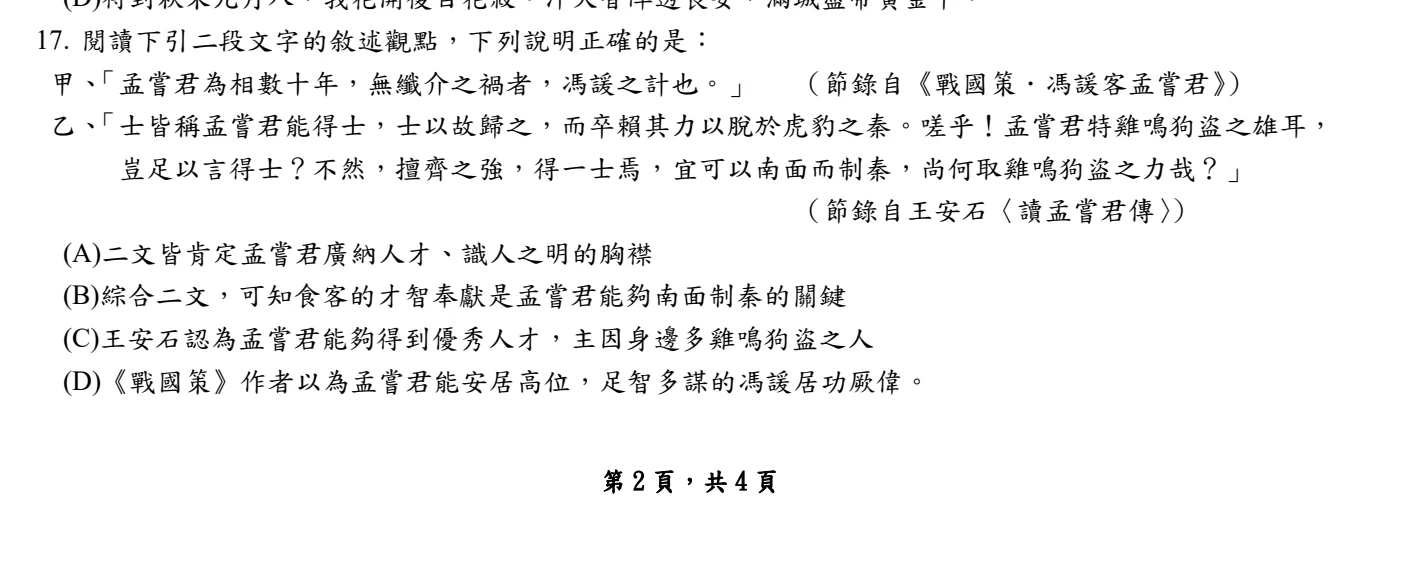 17. 閱讀下引二段文字的敘述觀點，下列說明正確的是：
甲、「孟嘗君為相數十年，無纖介之禍者，馮諼之計也。」 （節錄自《戰國策‧馮諼客孟嘗君》）
乙、「士皆稱孟嘗君能得士，士以故歸之，而卒賴其力以脫於虎豹之秦。嗟乎！孟嘗君特雞鳴狗盜之雄耳，
豈足以言得士？不然，擅齊之強，得一士焉，宜可以南面而制秦，尚何取雞鳴狗盜之力哉？」
（節錄自王安石〈讀孟嘗君傳〉）
(A)二文皆肯定孟嘗君廣納人才、識人之明的胸襟
(B)綜合二文，可知食客的才智奉獻是孟嘗君能夠南面制秦的關鍵
(C)王安石認為孟嘗君能夠得到優秀人才，主因身邊多雞鳴狗盜之人
(D)《戰國策》作者以為孟嘗君能安居高位，足智多謀的馮諼居功厥偉。
第 2 頁，共 4 頁